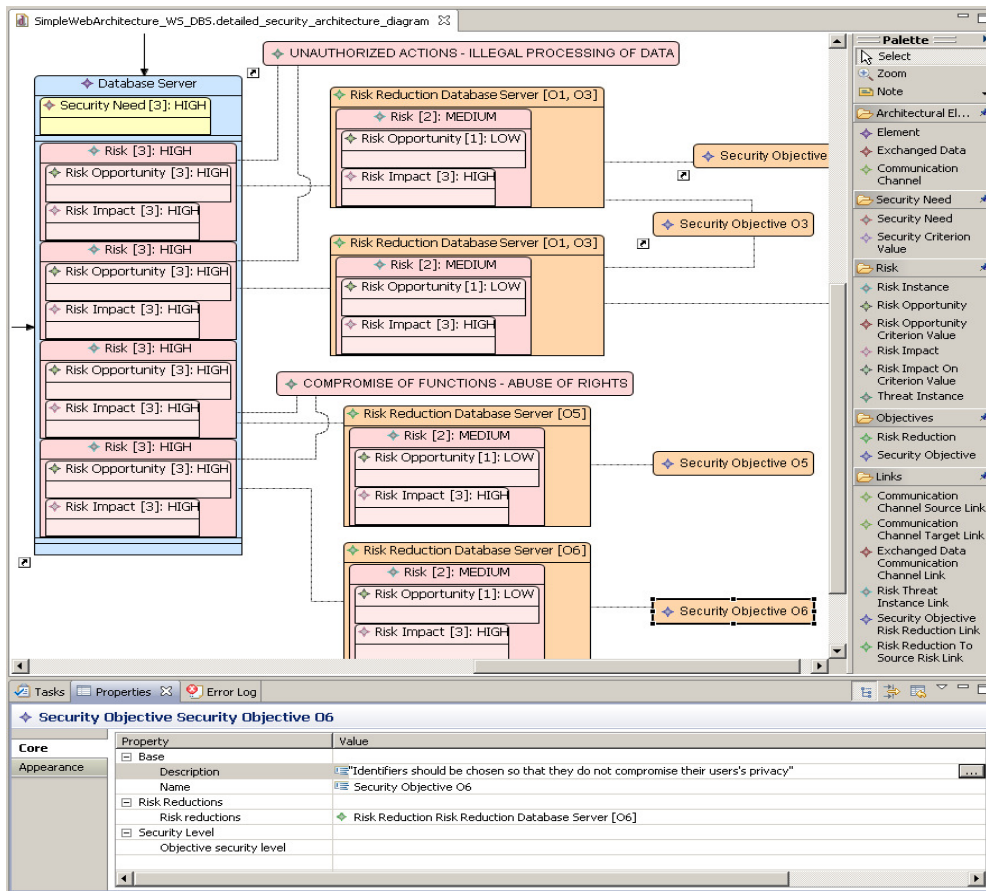 SimpleWebArchitecture_WS_DBS.detailed_security_architecture_diagram
UNAUTHORIZED ACTIONS - ILLEGAL PROCESSING OF DATA
Database Server
Security Need [3]: HIGH
Risk [3]: HIGH
Risk Opportunity [3]: HIGH
Risk Impact [3]: HIGH
Risk [3]: HIGH
Risk Opportunity [3]: HIGH
Risk Impact [3]: HIGH
Risk [3]: HIGH
Risk Opportunity [3]: HIGH
Risk Impact [3]: HIGH
Risk [3]: HIGH
Risk Opportunity [3]: HIGH
Risk Impact [3]: HIGH
Risk Reduction Database Server [O1, O3]
Risk [2]: MEDIUM
Risk Opportunity [1]: LOW
Risk Impact [3]: HIGH
Security Objective
Security Objective O3
Risk Reduction Database Server [O1, O3]
Risk [2]: MEDIUM
Risk Opportunity [1]: LOW
Risk Impact [3]: HIGH
COMPROMISE OF FUNCTIONS - ABUSE OF RIGHTS
Risk Reduction Database Server [O5]
Risk [2]: MEDIUM
Risk Opportunity [1]: LOW
Risk Impact [3]: HIGH
Security Objective O5
Risk Reduction Database Server [O6]
Risk [2]: MEDIUM
Risk Opportunity [1]: LOW
Risk Impact [3]: HIGH
Security Objective O6
Palette
Select
Zoom
Note
Architectural El...
Element
Exchanged Data
Communication
Channel
Security Need
Security Need
Security Criterion
Value
Risk
Risk Instance
Risk Opportunity
Risk Opportunity
Criterion Value
Risk Impact
Risk Impact On
Criterion Value
Threat Instance
Objectives
Risk Reduction
Security Objective
Links
Communication
Channel Source Link
Communication
Channel Target Link
Exchanged Data
Communication
Channel Link
Risk Threat
Instance Link
Security Objective
Risk Reduction Link
Risk Reduction To
Source Risk Link
Tasks
Properties
Error Log
Security Objective Security Objective O6
Core
Appearance
Property Value
Base
Description "Identifiers should be chosen so that they do not compromise their users's privacy" ...
Name Security Objective O6
Risk Reductions
Risk reductions Risk Reduction Risk Reduction Database Server [O6]
Security Level
Objective security level